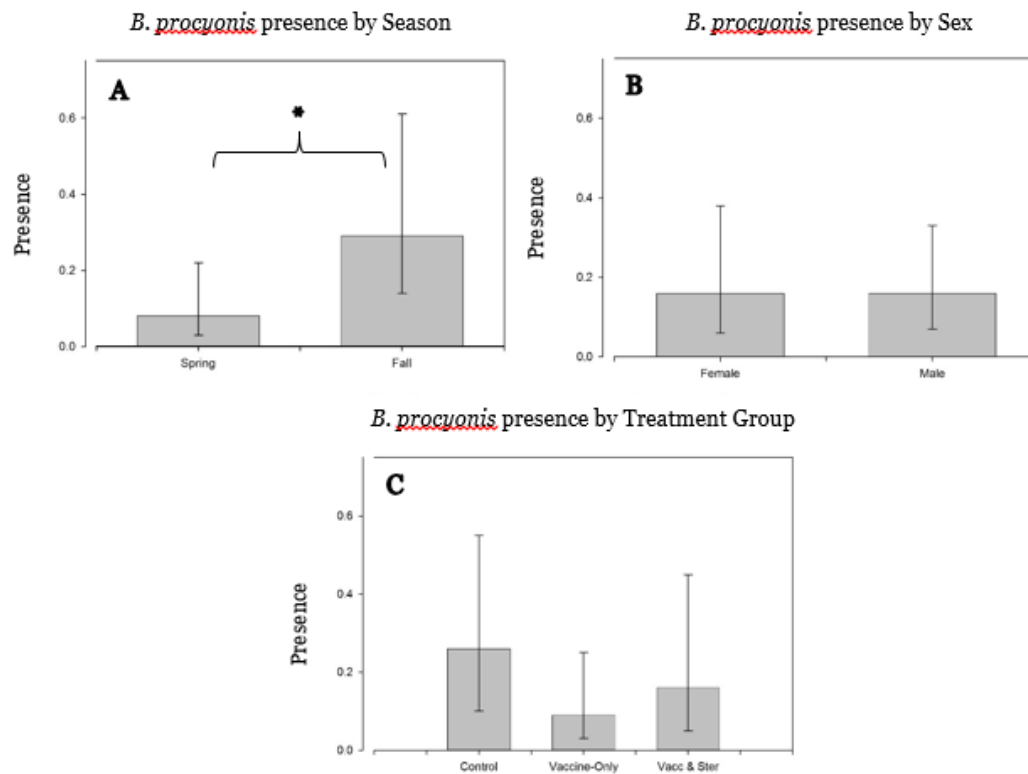 B. procyonis presence by Season
A
*
Presence
0.6
0.4
0.2
0.0
Spring Fall
B. procyonis presence by Sex
B
Presence
0.6
0.4
0.2
0.0
Female Male
B. procyonis presence by Treatment Group
C
Presence
0.6
0.4
0.2
0.0
Control Vaccine-Only Vacc & Ster